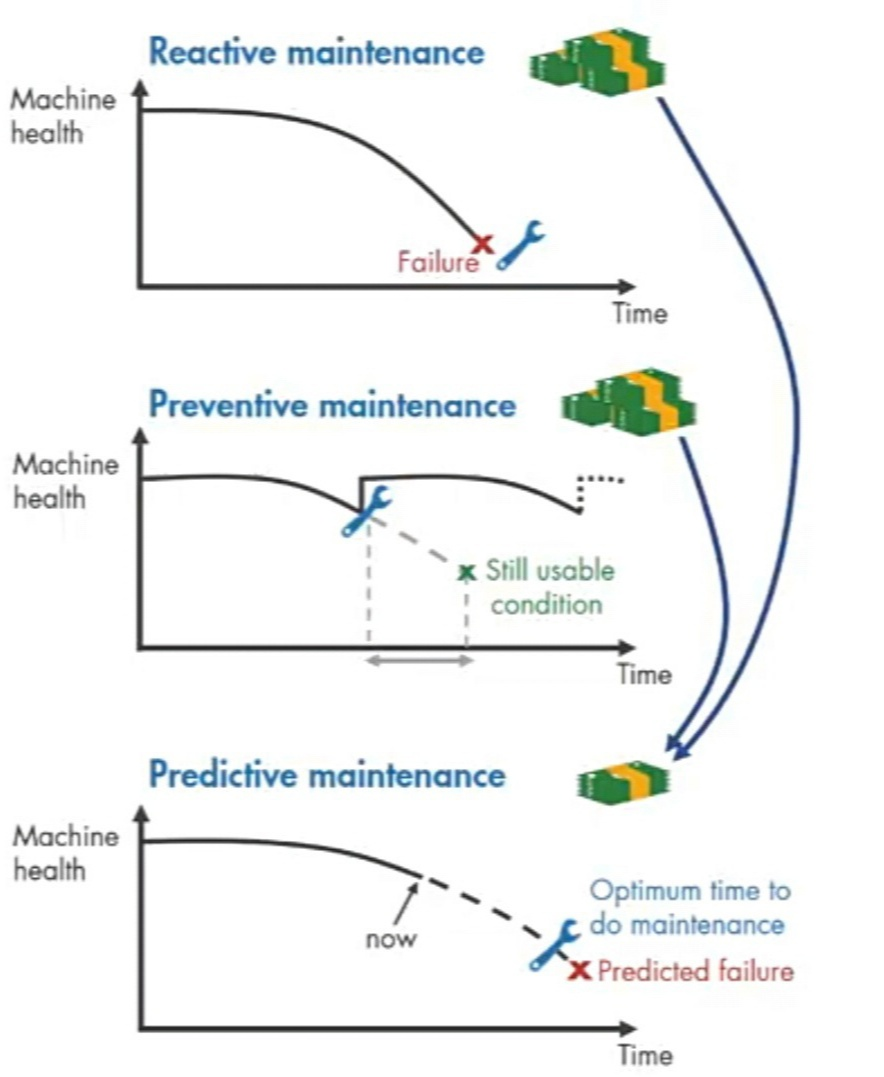 Reactive maintenance
Machine
health
Failure
Time
Preventive maintenance
Machine
health
Still usable
condition
Time
Predictive maintenance
Machine
health
now
Optimum time to
do maintenance
Predicted failure
Time